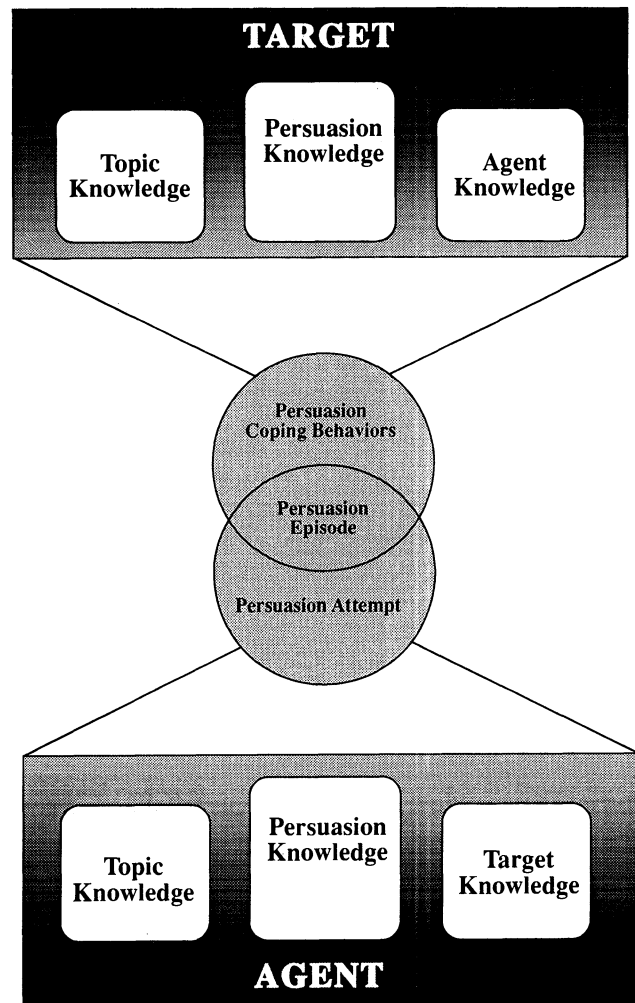 TARGET
Topic
Knowledge
Persuasion
Knowledge
Agent
Knowledge
Persuasion
Coping Behaviors
Persuasion
Episode
Persuasion Attempt
Topic
Knowledge
Persuasion
Knowledge
Target
Knowledge
AGENT